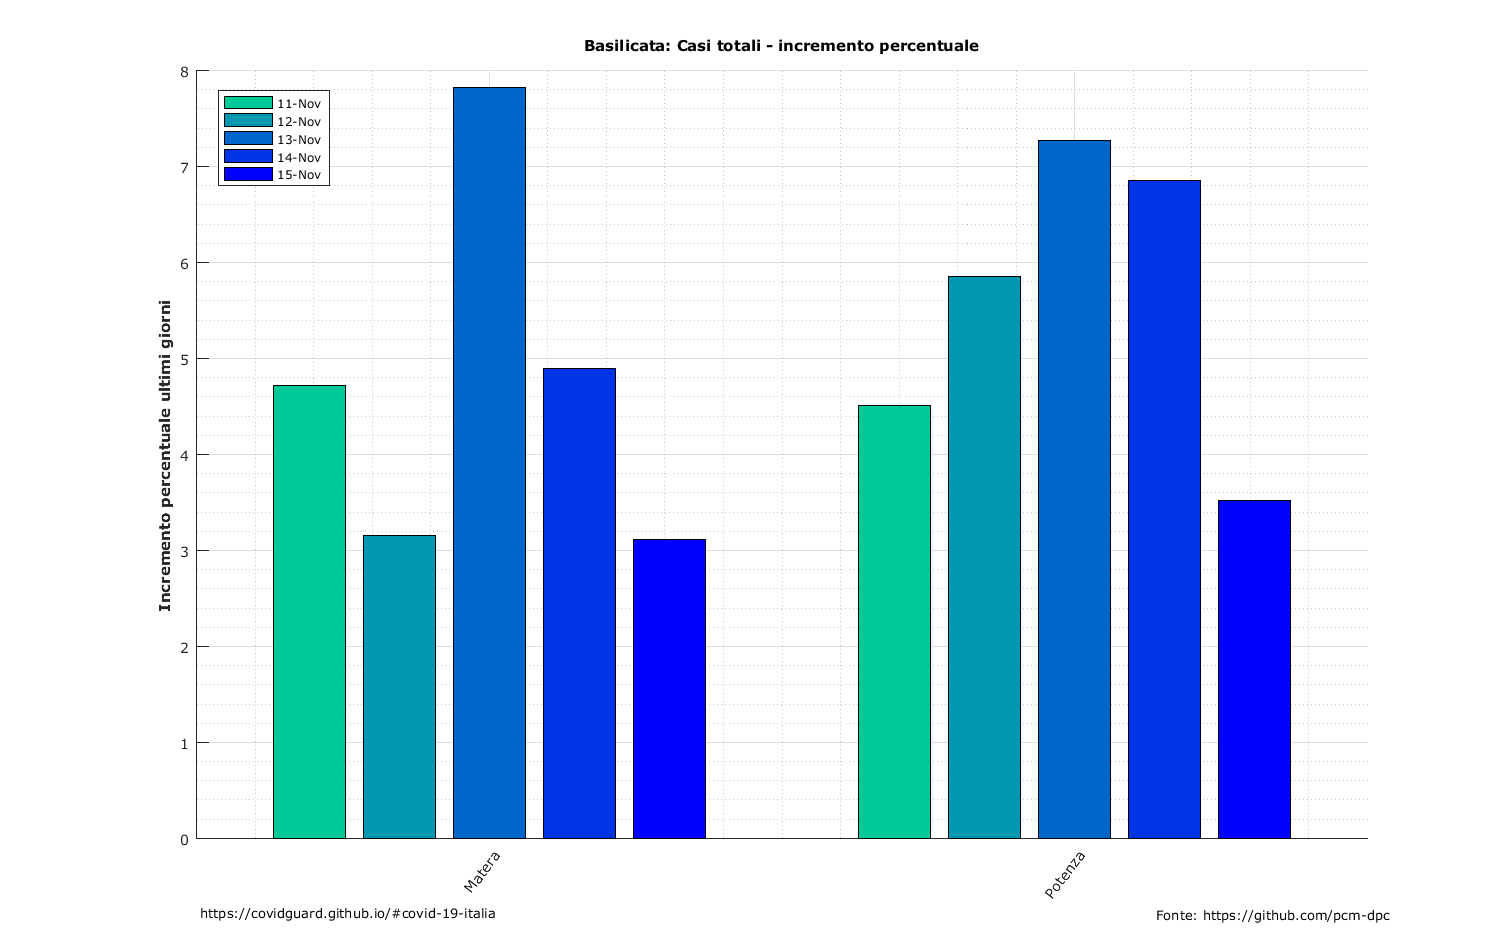 Basilicata: Casi totali - incremento percentuale
8
7
6
5
4
3
2
1
0
Incremento percentuale ultimi giorni
11-Nov
12-Nov
13-Nov
14-Nov
15-Nov
Matera
Potenza
https://covidguard.github.io/#covid-19-italia
Fonte: https://github.com/pcm-dpc